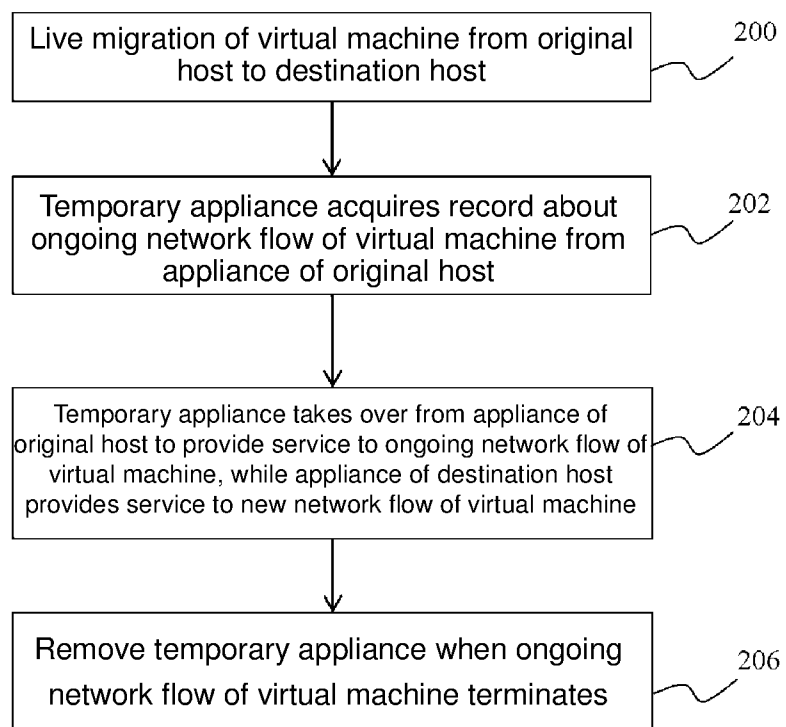 Live migration of virtual machine from original
host to destination host
200
Temporary appliance acquires record about
ongoing network flow of virtual machine from
appliance of original host
202
Temporary appliance takes over from appliance of
original host to provide service to ongoing network flow of
virtual machine, while appliance of destination host
provides service to new network flow of virtual machine
204
Remove temporary appliance when ongoing
network flow of virtual machine terminates
206